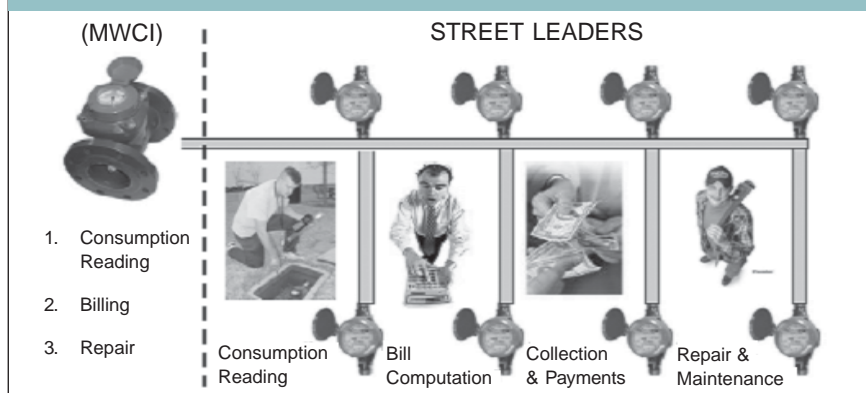 (MWCI)
STREET LEADERS
1. Consumption
Reading
2. Billing
3. Repair
Consumption
Reading
Bill
Computation
Collection
& Payments
Repair &
Maintenance